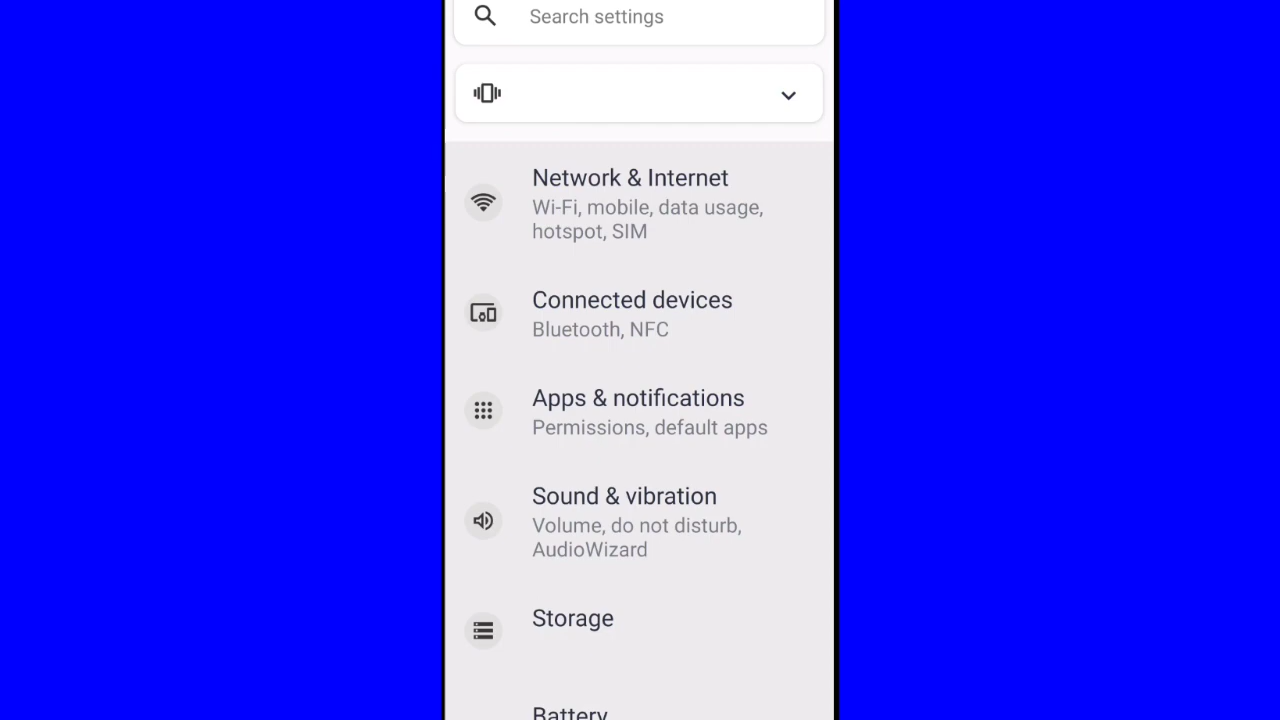 Search settings
Network & Internet
Wi-Fi, mobile, data usage,
hotspot, SIM
Connected devices
Bluetooth, NFC
Apps & notifications
Permissions, default apps
Sound & vibration
Volume, do not disturb,
AudioWizard
Storage
Battery